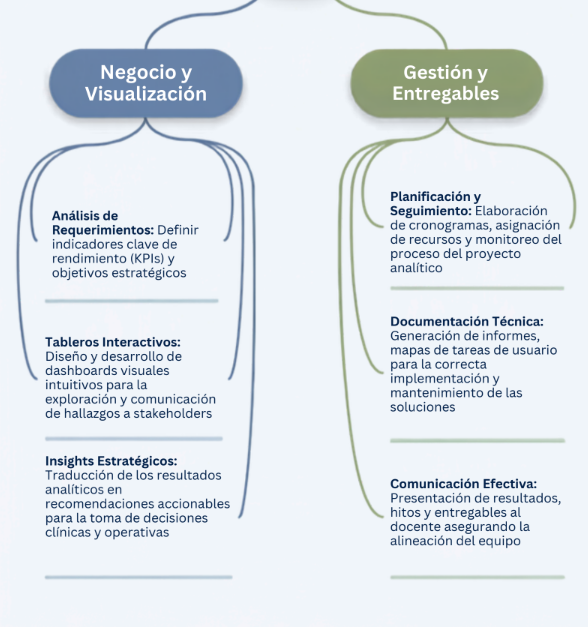 Negocio y
Visualización
Análisis de
Requerimientos: Definir
indicadores clave de
rendimiento (KPIs) y
objetivos estratégicos
Tableros Interactivos:
Diseño y desarrollo de
dashboards visuales
intuitivos para la
exploración y comunicación
de hallazgos a stakeholders
Insights Estratégicos:
Traducción de los resultados
analíticos en
recomendaciones accionables
para la toma de decisiones
clínicas y operativas
Gestión y
Entregables
Planificación y
Seguimiento: Elaboración
de cronogramas, asignación
de recursos y monitoreo del
proceso del proyecto
analítico
Documentación Técnica:
Generación de informes,
mapas de tareas de usuario
para la correcta
implementación y
mantenimiento de las
soluciones
Comunicación Efectiva:
Presentación de resultados,
hitos y entregables al
docente asegurando la
alineación del equipo